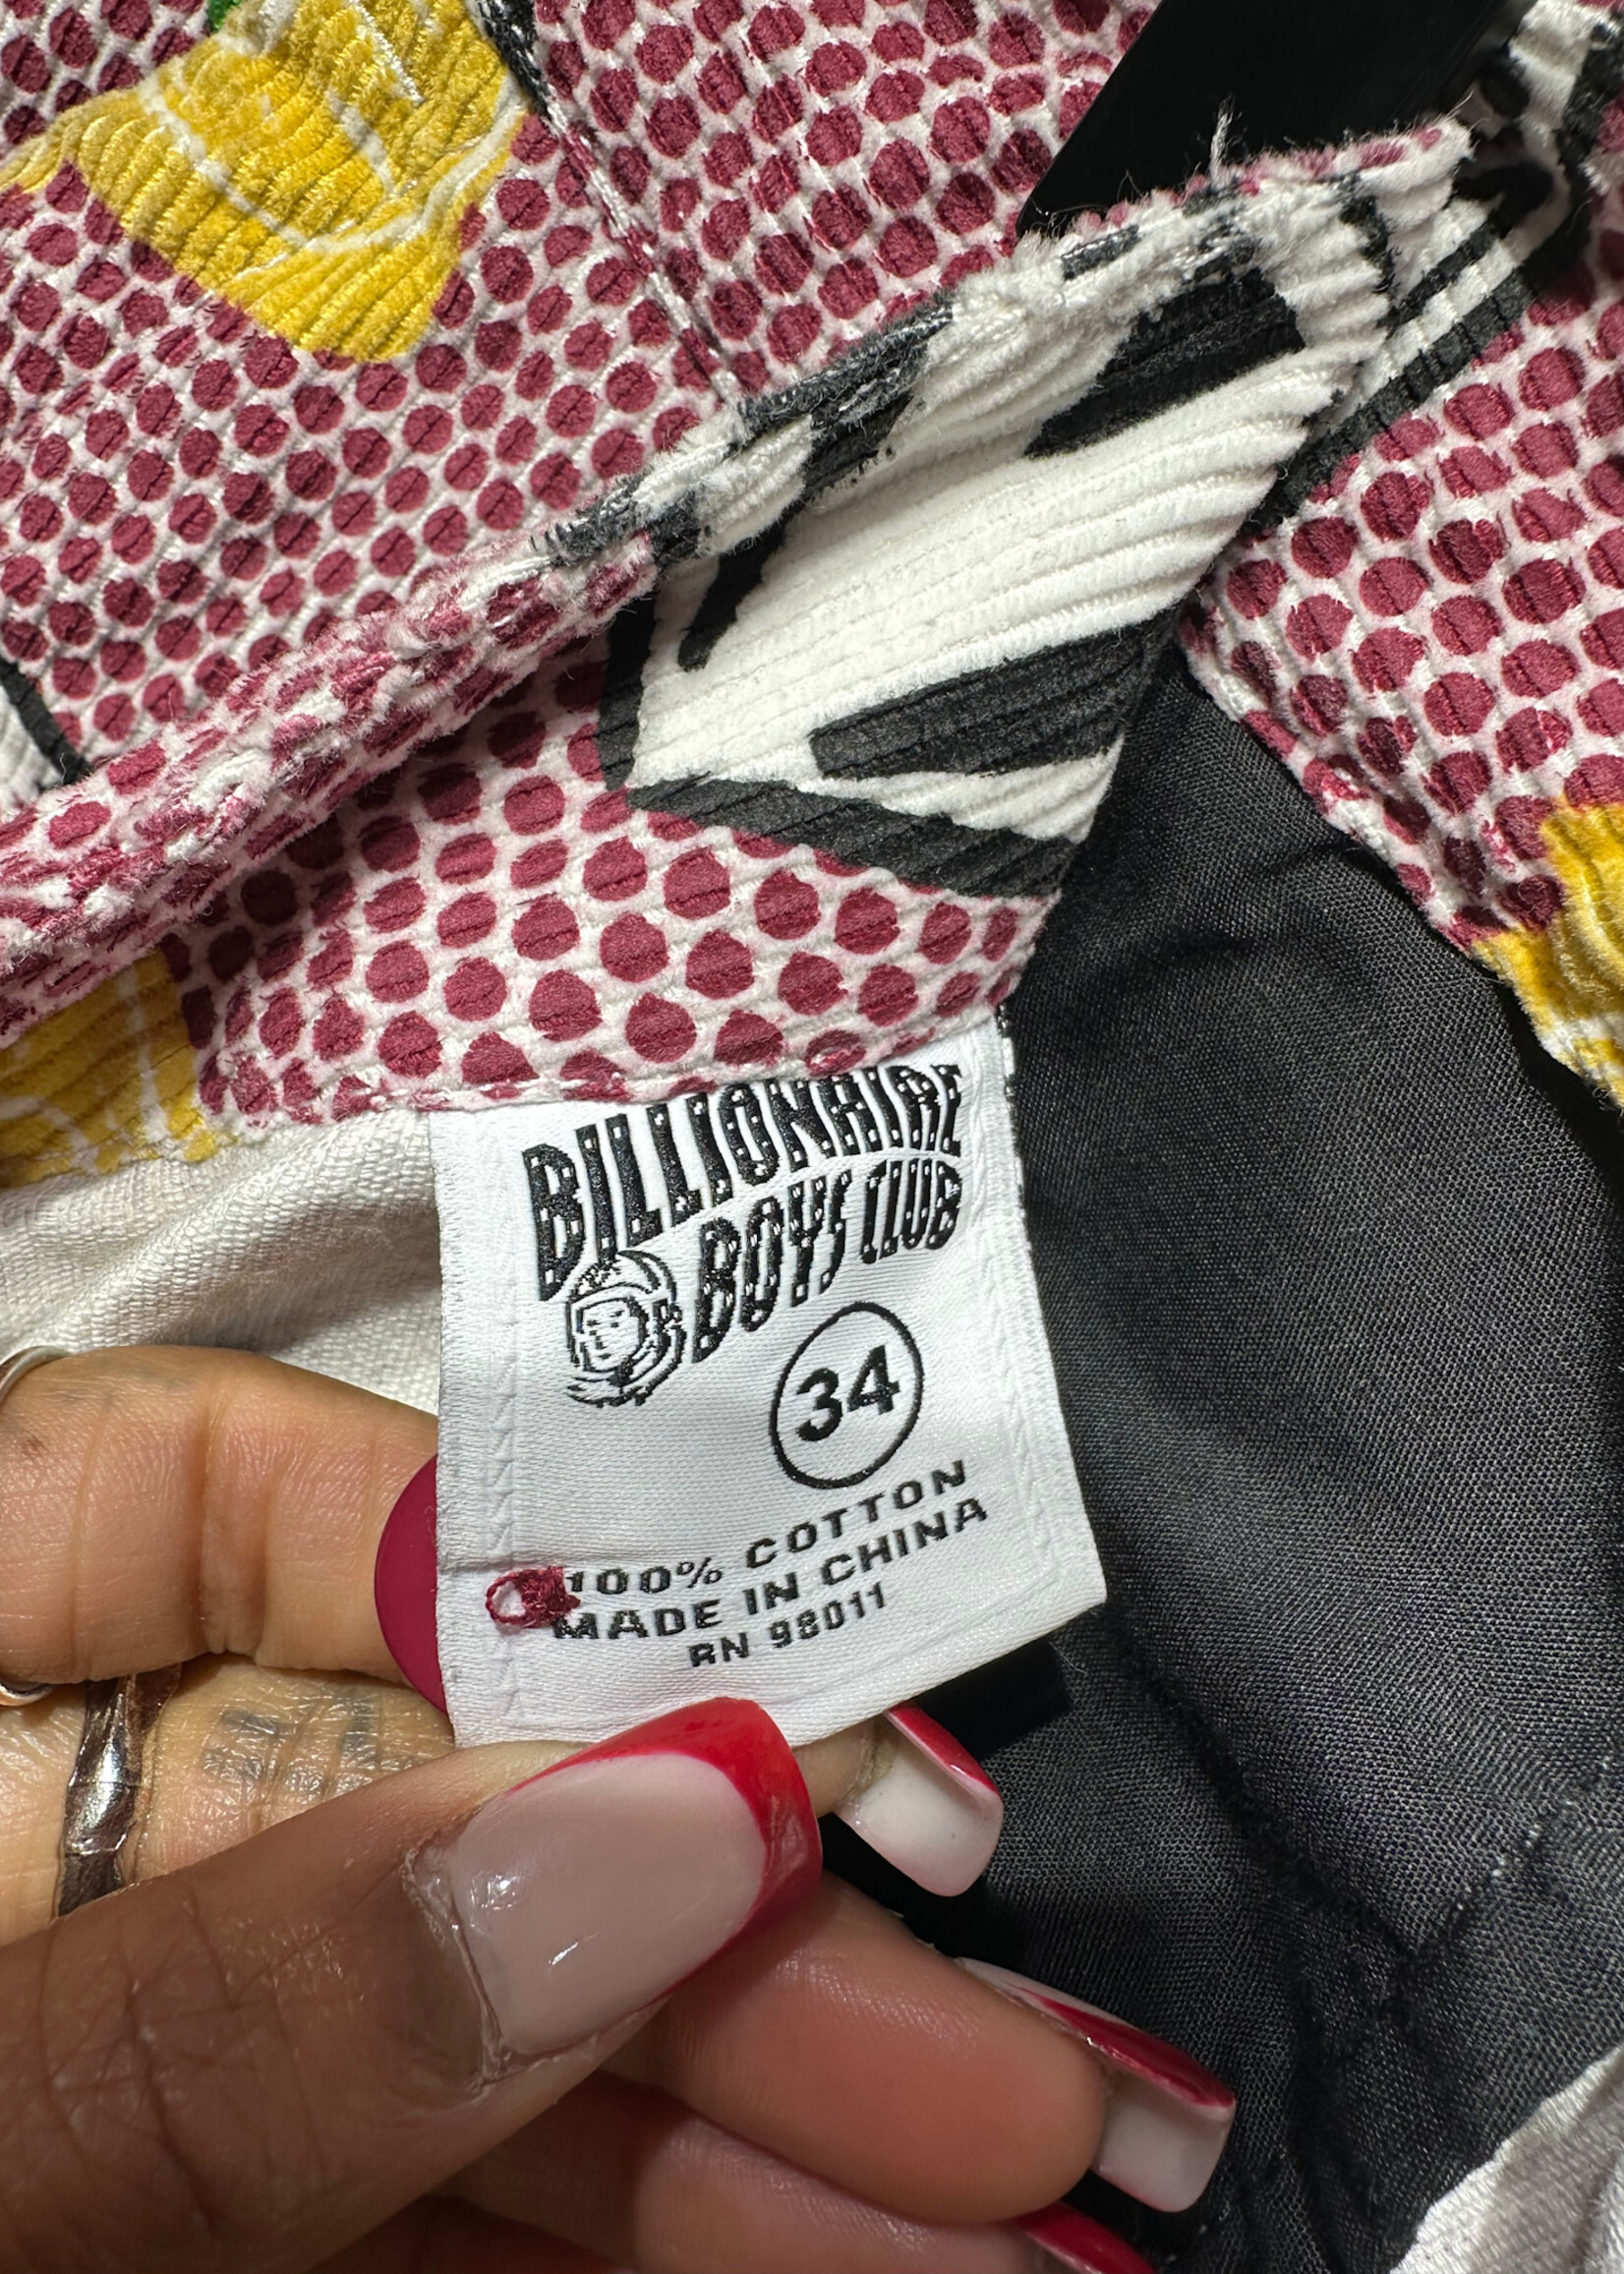 BILLIONAIRE
BOYS CLUB
34
100% COTTON
MADE IN CHINA
RN 98011